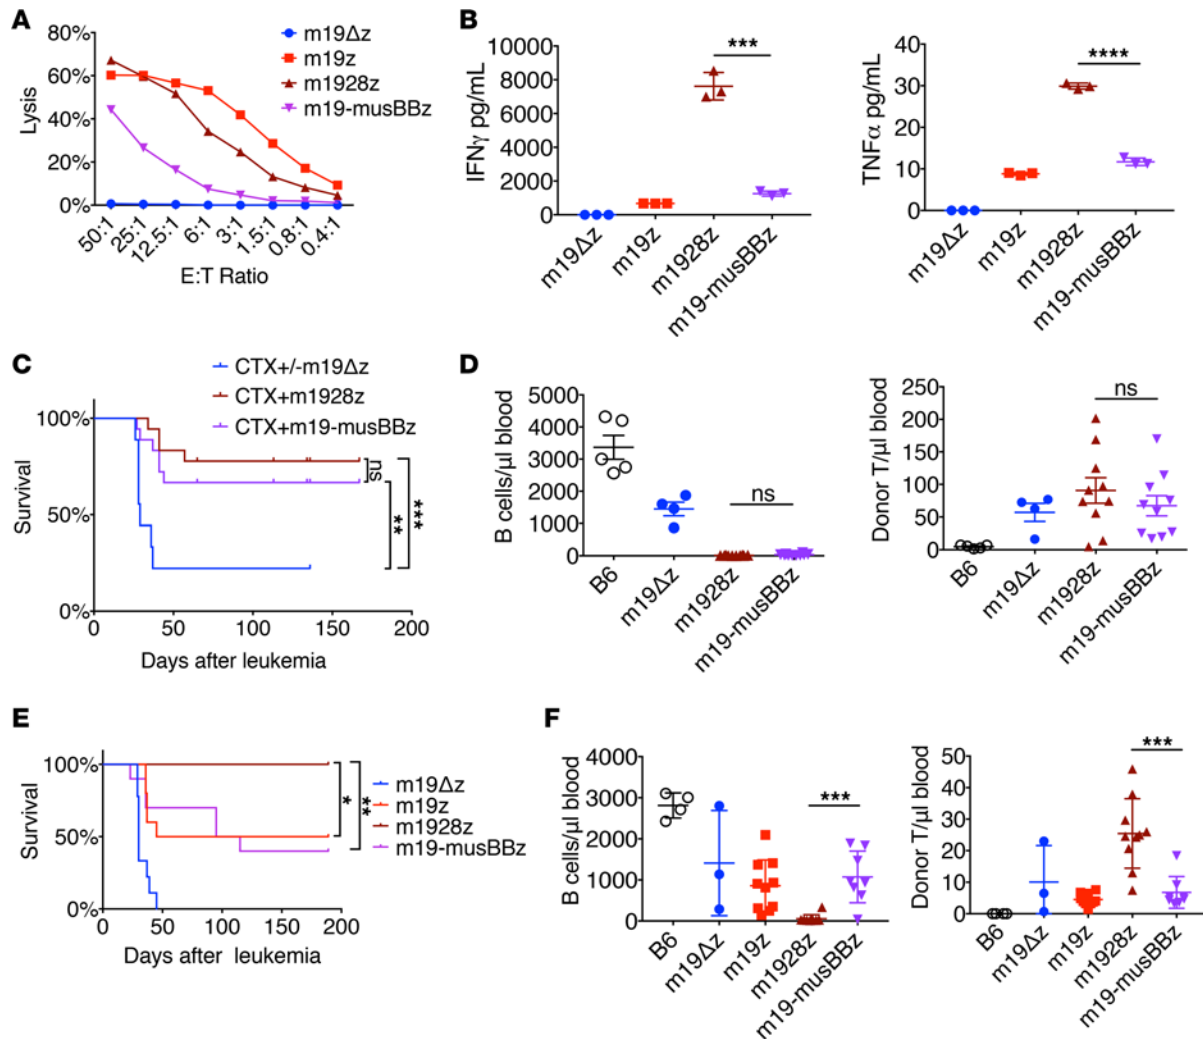 A
80%
60%
40%
20%
0%
Lysis
50:1
25:1
12.5:1
6:1
3:1
1.5:1
0.8:1
0.4:1
E:T Ratio
m19Δz
m19z
m1928z
m19-musBBz
B
10000
8000
6000
4000
2000
0
IFNγ pg/mL
***
m19Δz
m19z
m1928z
m19-musBBz
40
30
20
10
0
TNFα pg/mL
****
m19Δz
m19z
m1928z
m19-musBBz
C
CTX+/-m19Δz
CTX+m1928z
CTX+m19-musBBz
100%
50%
0%
Survival
ns
**
***
0 50 100 150 200
Days after leukemia
D
5000
4000
3000
2000
1000
0
B cells/µl blood
ns
B6
m19Δz
m1928z
m19-musBBz
250
200
150
100
50
0
Donor T/µl blood
ns
B6
m19Δz
m1928z
m19-musBBz
E
100%
50%
0%
Survival
*
**
m19Δz
m19z
m1928z
m19-musBBz
0 50 100 150 200
Days after leukemia
F
4000
3000
2000
1000
0
B cells/µl blood
***
B6
m19Δz
m19z
m1928z
m19-musBBz
50
40
30
20
10
0
Donor T/µl blood
***
B6
m19Δz
m19z
m1928z
m19-musBBz